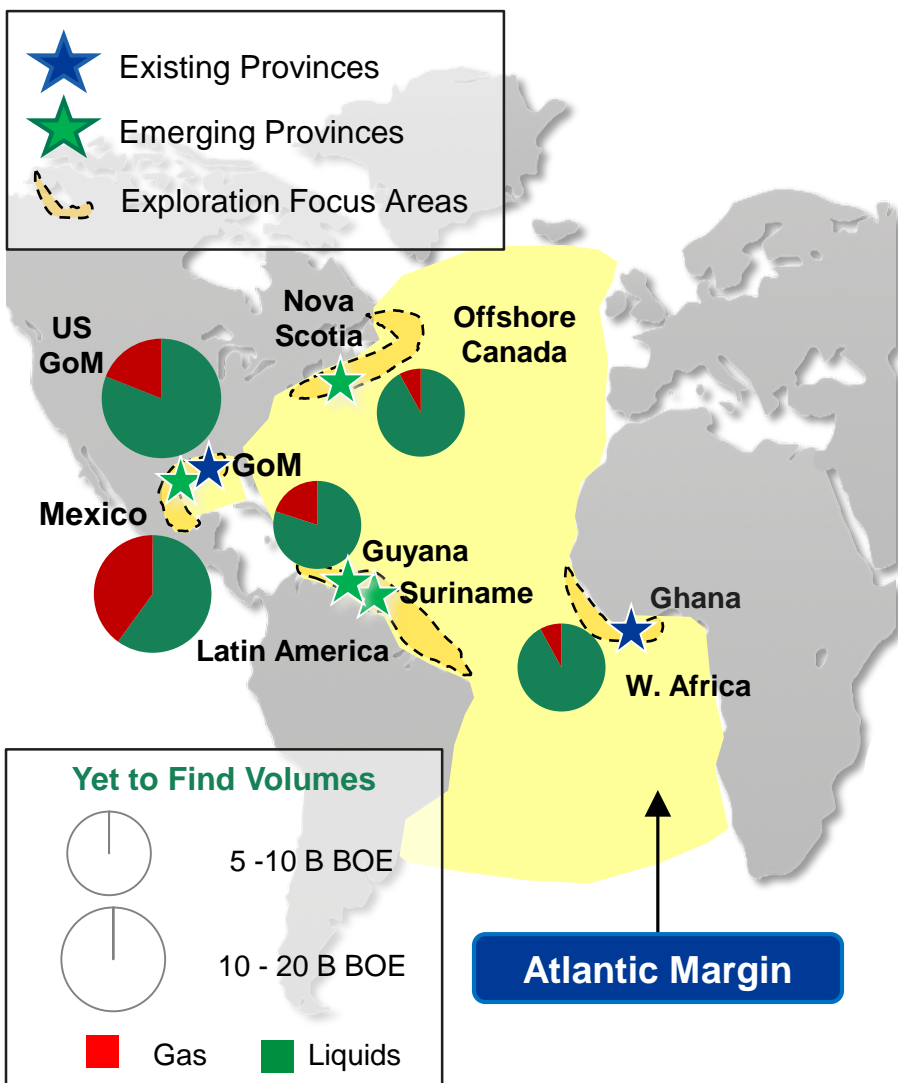 Existing Provinces
Emerging Provinces
Exploration Focus Areas
Nova
Scotia
Offshore
Canada
US
GoM
GoM
Mexico
Guyana
Suriname
Latin America
Ghana
W. Africa
Yet to Find Volumes
5 -10 B BOE
10 - 20 B BOE
Gas
Liquids
Atlantic Margin